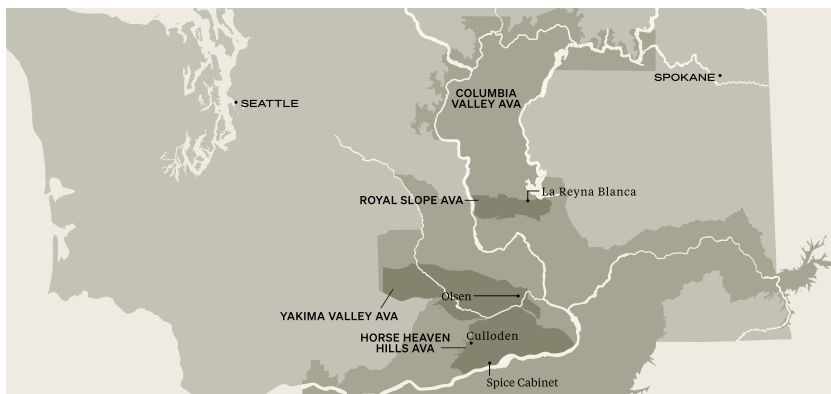 SPOKANE
COLUMBIA
VALLEY AVA
SEATTLE
La Reyna Blanca
ROYAL SLOPE AVA
Olsen
YAKIMA VALLEY AVA
HORSE HEAVEN
HILLS AVA
Culloden
Spice Cabinet